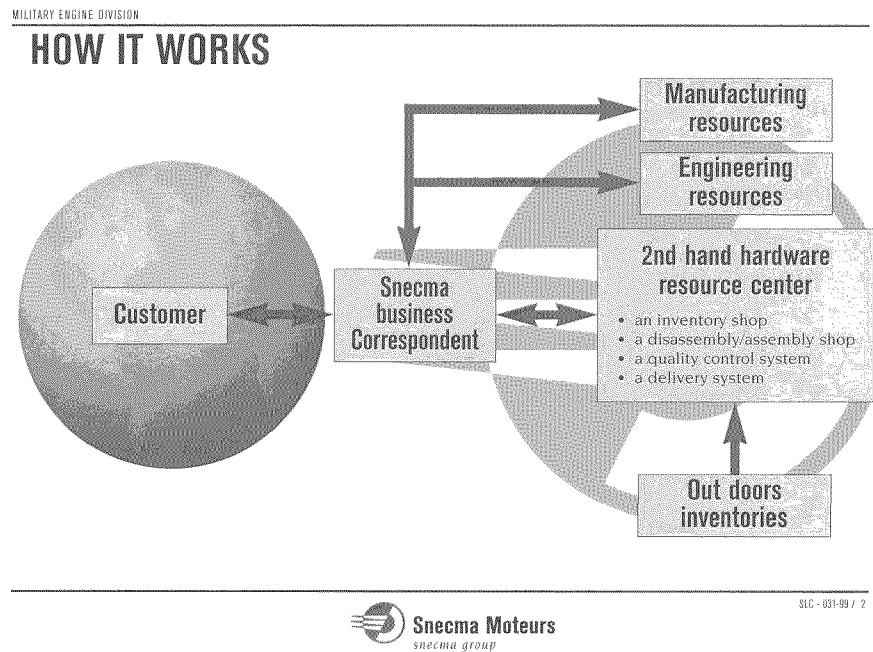 MILITARY ENGINE DIVISION
HOW IT WORKS
Manufacturing
resources
Engineering
resources
2nd hand hardware
resource center
• an inventory shop
• a disassembly/assembly shop
• a quality control system
• a delivery system
Customer
Snecma
business
Correspondent
Out doors
inventories
SLC - 031-99 / 2
Snecma Moteurs
snecma group